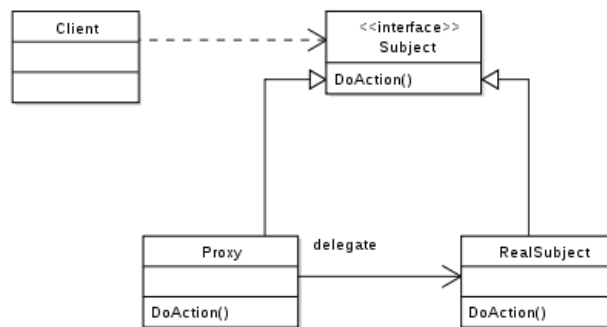 Client
<<interface>>
Subject
DoAction()
delegate
Proxy
DoAction()
RealSubject
DoAction()